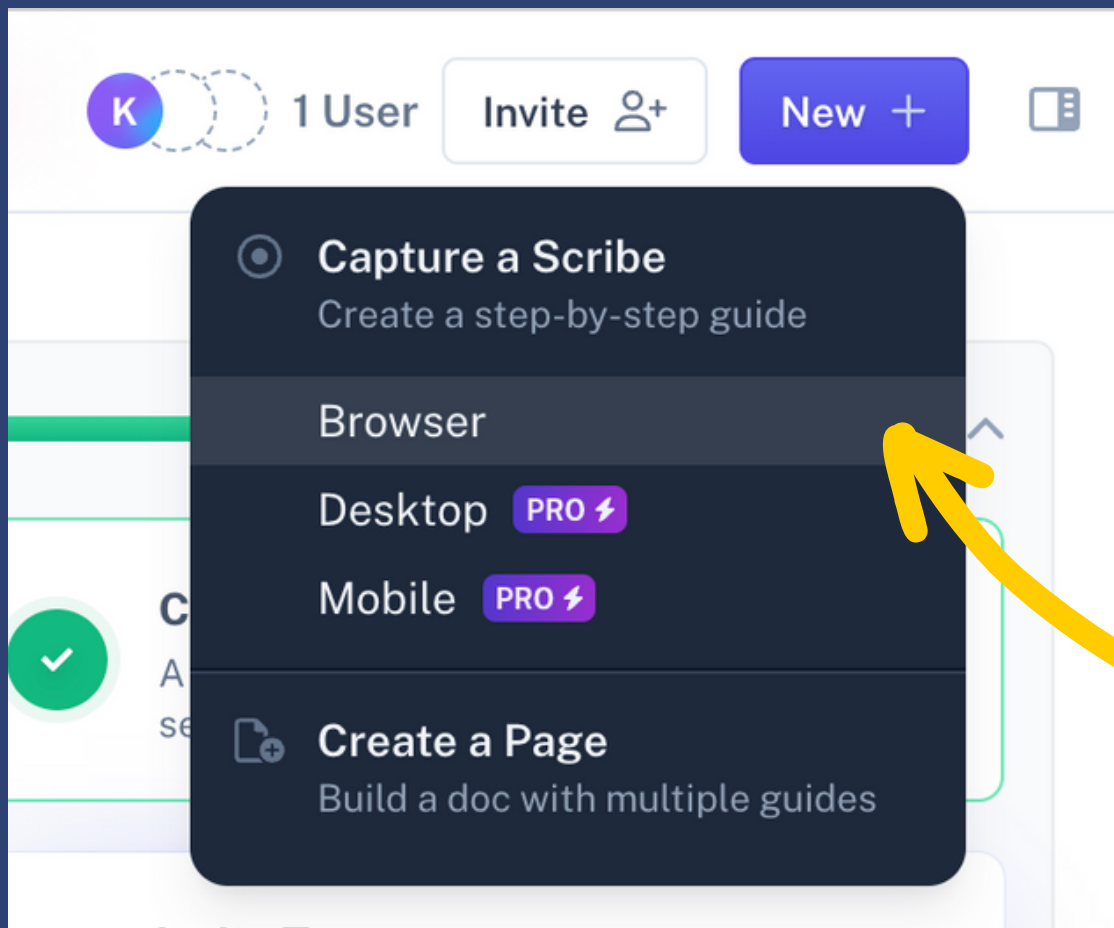 K
1 User
Invite
New +
Capture a Scribe
Create a step-by-step guide
Browser
Desktop PRO
Mobile PRO
C
A
se
Create a Page
Build a doc with multiple guides